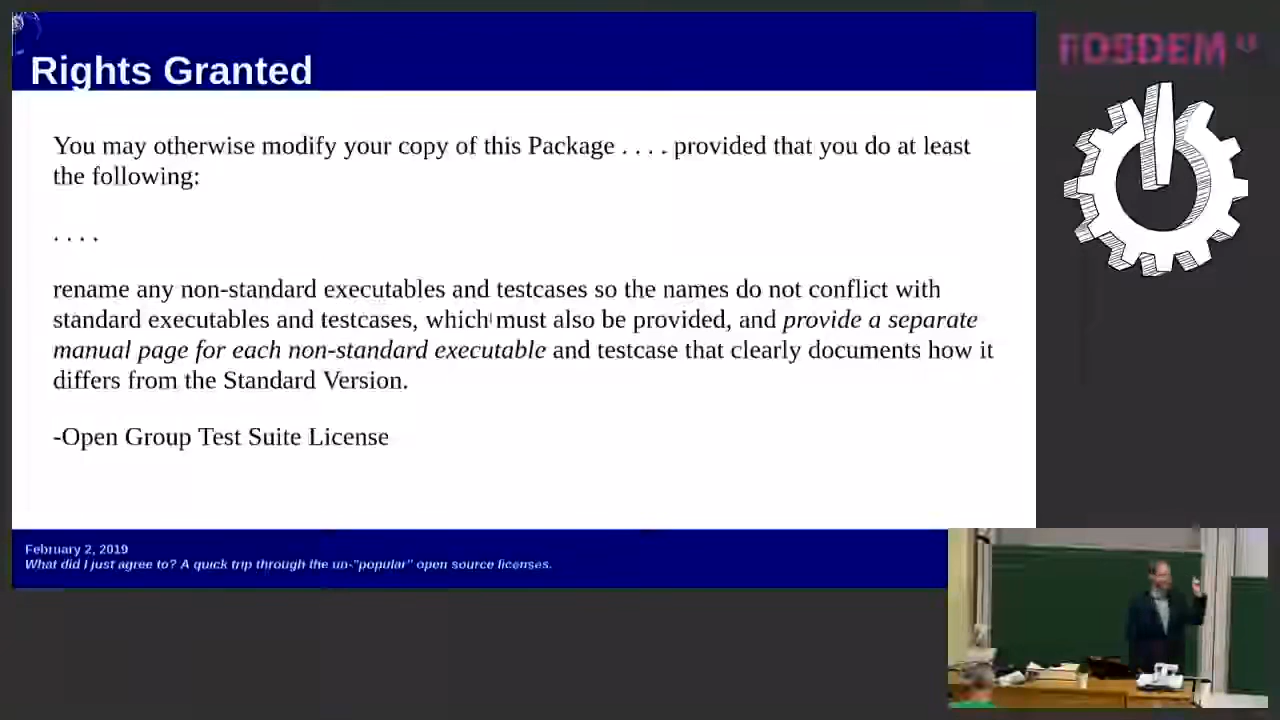 Rights Granted
You may otherwise modify your copy of this Package . . . . provided that you do at least
the following:
. . . .
rename any non-standard executables and testcases so the names do not conflict with
standard executables and testcases, which must also be provided, and provide a separate
manual page for each non-standard executable and testcase that clearly documents how it
differs from the Standard Version.
-Open Group Test Suite License
February 2, 2019
What did I just agree to? A quick trip through the un-"popular" open source licenses.
FOSDEM